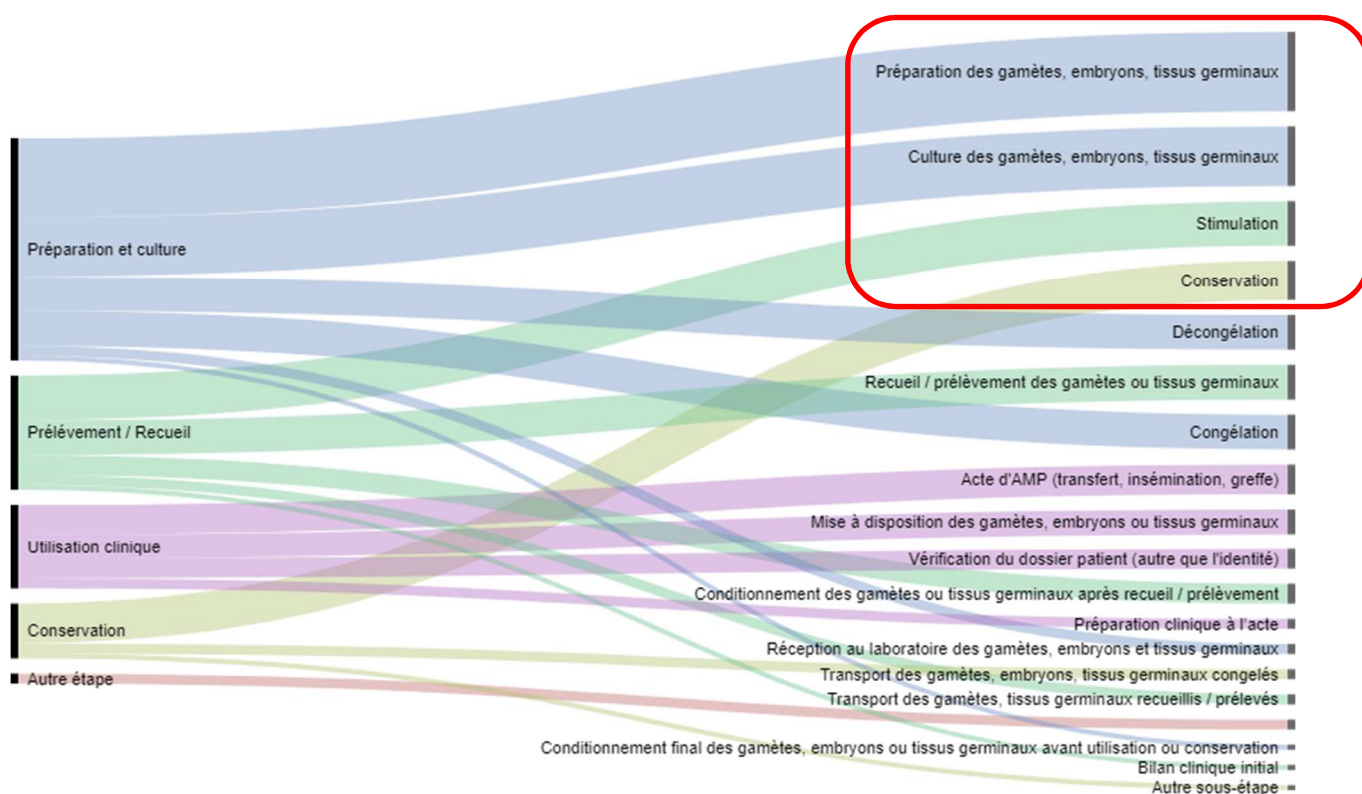 Préparation et culture
Prélévement / Recueil
Utilisation clinique
Conservation
Autre étape
Préparation des gamètes, embryons, tissus germinaux
Culture des gamètes, embryons, tissus germinaux
Stimulation
Conservation
Décongélation
Recueil / prélèvement des gamètes ou tissus germinaux
Congélation
Acte d'AMP (transfert, insémination, greffe)
Mise à disposition des gamètes, embryons ou tissus germinaux
Vérification du dossier patient (autre que l'identité)
Conditionnement des gamètes ou tissus germinaux après recueil / prélèvement
Préparation clinique à l'acte
Réception au laboratoire des gamètes, embryons et tissus germinaux
Transport des gamètes, embryons, tissus germinaux congelés
Transport des gamètes, tissus germinaux recueillis / prélevés
Conditionnement final des gamètes, embryons ou tissus germinaux avant utilisation ou conservation
Bilan clinique initial
Autre sous-étape